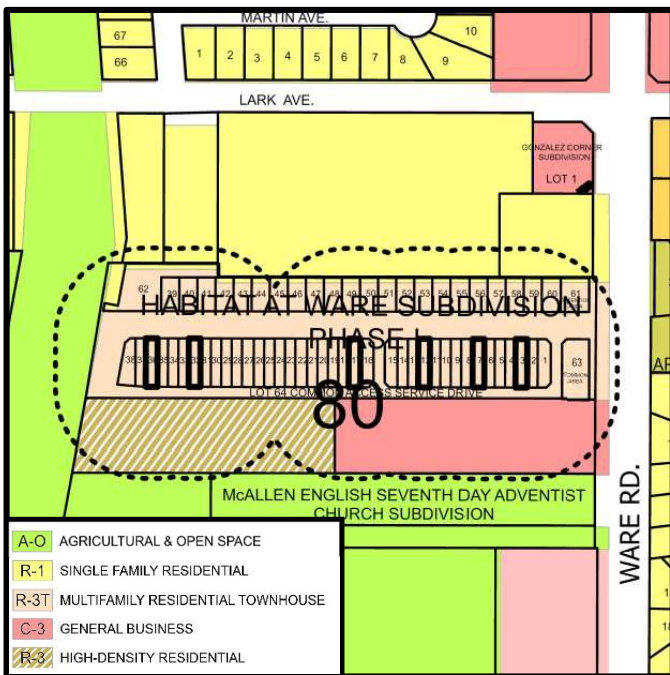 MARTIN AVE.
67
66
1 2 3 4 5 6 7 8 9 10
LARK AVE.
GONZALEZ CORNER
SUBDIVISION
LOT 1
62 39 40 41 42 43 44 45 46 47 48 49 50 51 52 53 54 55 56 57 58 59 60 61
HABITAT AT WARE SUBDIVISION
PHASE I
63
COMMON
AREA
LOT 64 COMMON ACCESS SERVICE DRIVE
80
McALLEN ENGLISH SEVENTH DAY ADVENTIST
CHURCH SUBDIVISION
WARE RD.
A-O AGRICULTURAL & OPEN SPACE
R-1 SINGLE FAMILY RESIDENTIAL
R-3T MULTIFAMILY RESIDENTIAL TOWNHOUSE
C-3 GENERAL BUSINESS
R-3 HIGH-DENSITY RESIDENTIAL